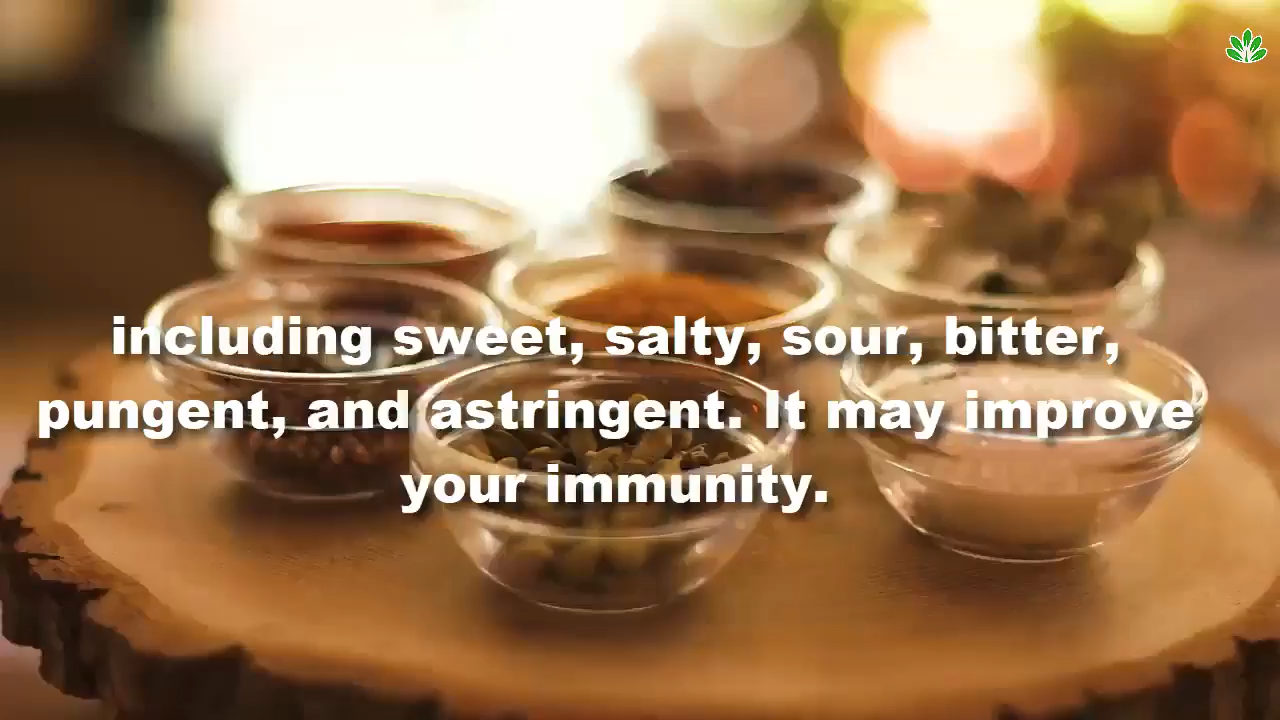 including sweet, salty, sour, bitter,
pungent, and astringent. It may improve
your immunity.